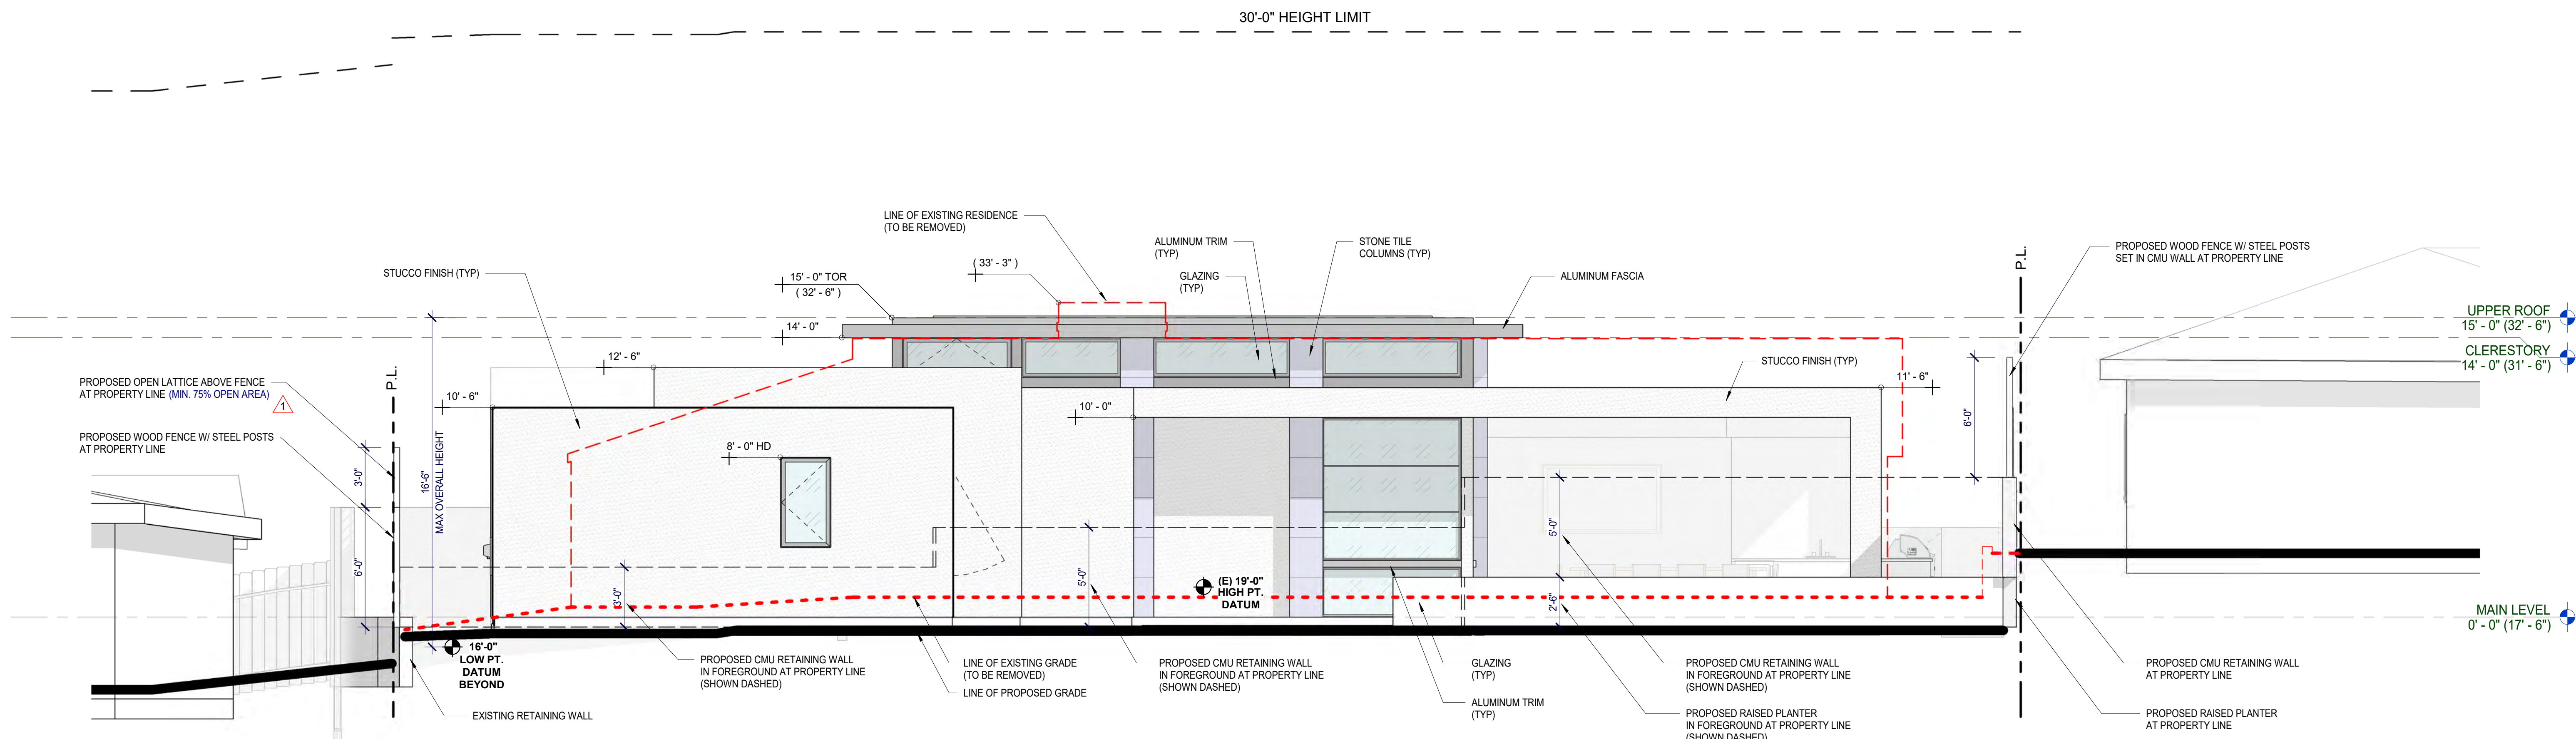 30'-0" HEIGHT LIMIT
LINE OF EXISTING RESIDENCE
(TO BE REMOVED)
ALUMINUM TRIM
(TYP)
STONE TILE
COLUMNS (TYP)
P.L.
PROPOSED WOOD FENCE W/ STEEL POSTS
SET IN CMU WALL AT PROPERTY LINE
STUCCO FINISH (TYP)
( 33' - 3" )
15' - 0" TOR
( 32' - 6" )
GLAZING
(TYP)
ALUMINUM FASCIA
UPPER ROOF
15' - 0" (32' - 6")
14' - 0"
CLERESTORY
14' - 0" (31' - 6")
12' - 6"
STUCCO FINISH (TYP)
11' - 6"
P.L.
PROPOSED OPEN LATTICE ABOVE FENCE
AT PROPERTY LINE (MIN. 75% OPEN AREA)
1
10' - 6"
10' - 0"
6'-0"
PROPOSED WOOD FENCE W/ STEEL POSTS
AT PROPERTY LINE
8' - 0" HD
3'-0"
16'-6"
MAX OVERALL HEIGHT
6'-0"
5'-0"
3'-0"
5'-0"
(E) 19'-0"
HIGH PT.
DATUM
2'-6"
MAIN LEVEL
0' - 0" (17' - 6")
16'-0"
LOW PT.
DATUM
BEYOND
EXISTING RETAINING WALL
PROPOSED CMU RETAINING WALL
IN FOREGROUND AT PROPERTY LINE
(SHOWN DASHED)
LINE OF EXISTING GRADE
(TO BE REMOVED)
LINE OF PROPOSED GRADE
PROPOSED CMU RETAINING WALL
IN FOREGROUND AT PROPERTY LINE
(SHOWN DASHED)
GLAZING
(TYP)
ALUMINUM TRIM
(TYP)
PROPOSED CMU RETAINING WALL
IN FOREGROUND AT PROPERTY LINE
(SHOWN DASHED)
PROPOSED RAISED PLANTER
IN FOREGROUND AT PROPERTY LINE
(SHOWN DASHED)
PROPOSED CMU RETAINING WALL
AT PROPERTY LINE
PROPOSED RAISED PLANTER
AT PROPERTY LINE